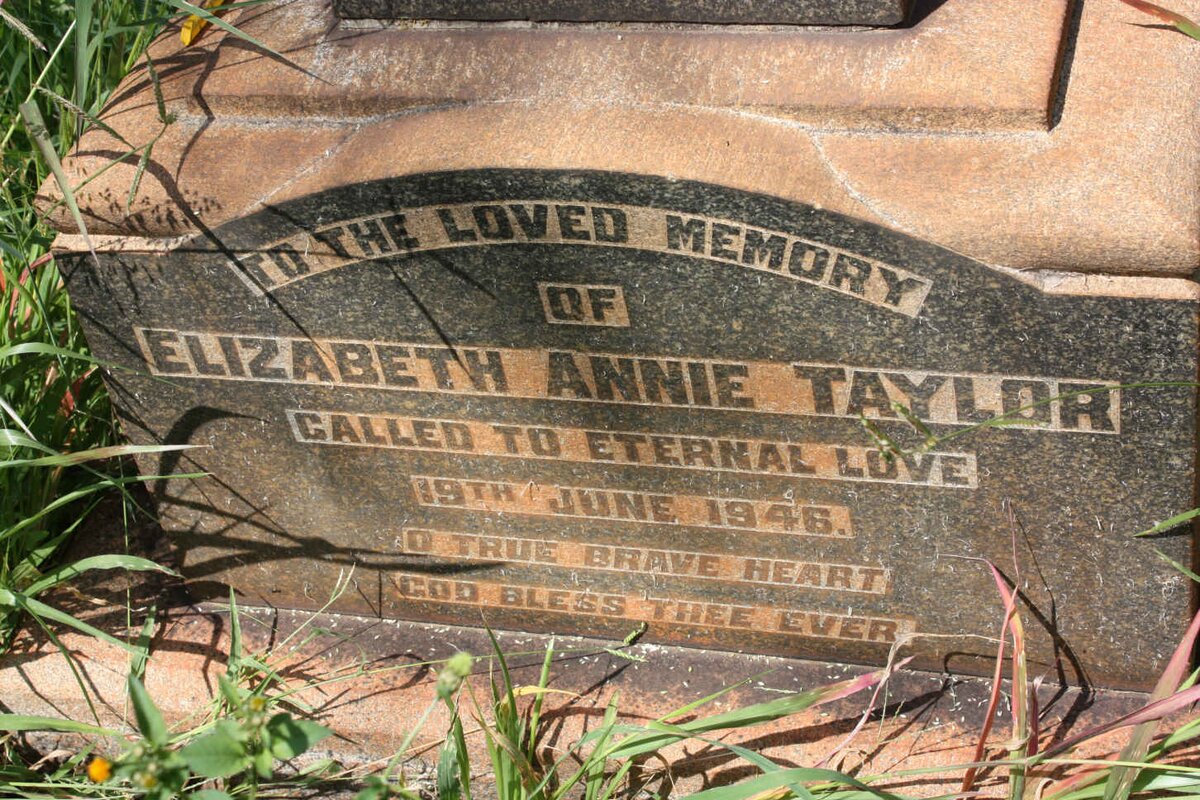 TO THE LOVED MEMORY
OF
ELIZABETH ANNIE TAYLOR
CALLED TO ETERNAL LOVE
19TH JUNE 1946.
O TRUE BRAVE HEART
GOD BLESS THEE EVER